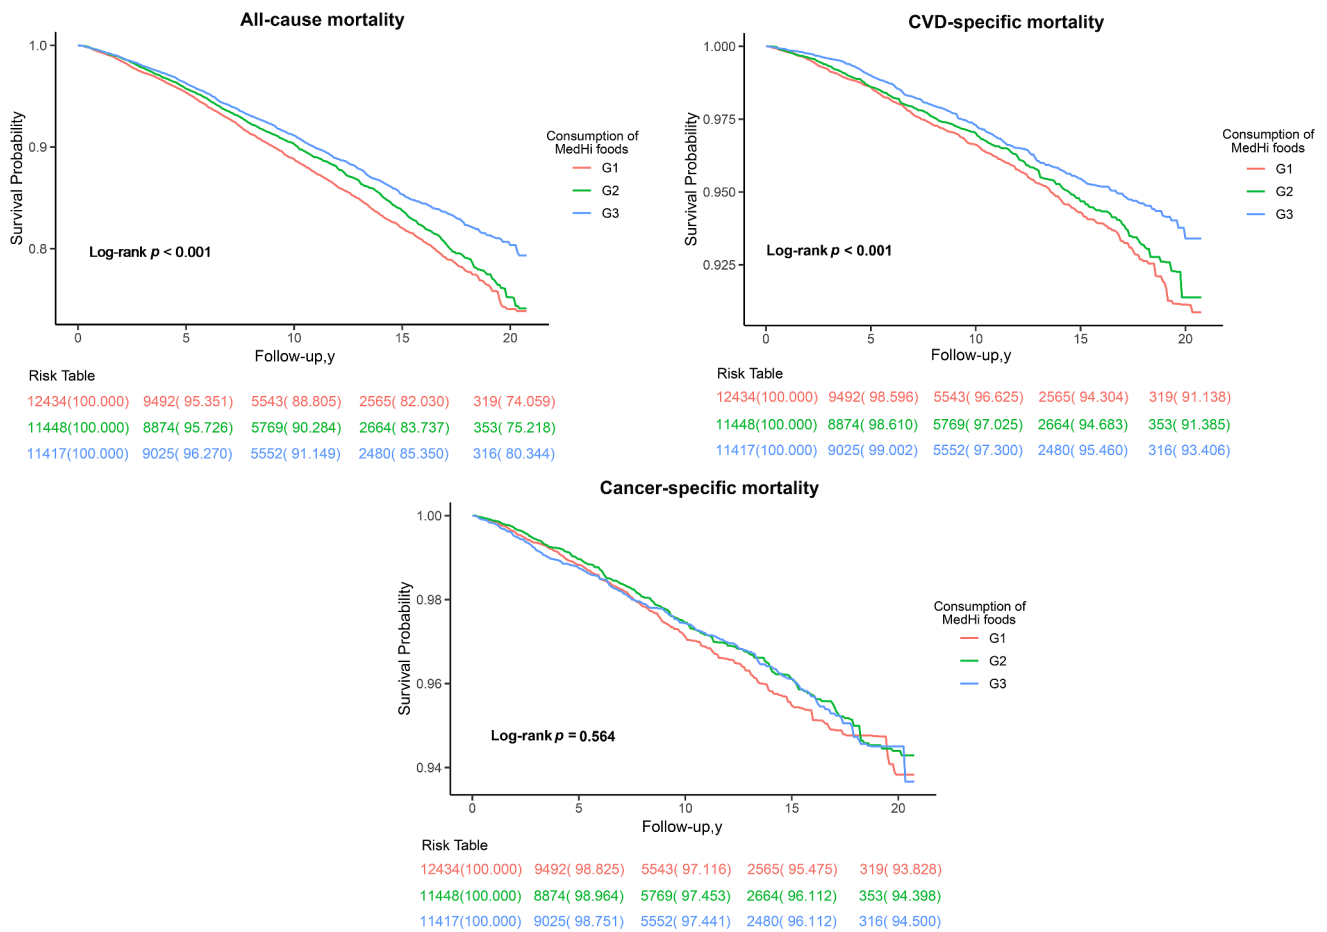 All-cause mortality
1.0
0.9
0.8
Survival Probability
Log-rank p < 0.001
0
5
10
15
20
Follow-up,y
Consumption of
MedHi foods
G1
G2
G3
Risk Table
12434(100.000) 9492( 95.351) 5543( 88.805) 2565( 82.030) 319( 74.059)
11448(100.000) 8874( 95.726) 5769( 90.284) 2664( 83.737) 353( 75.218)
11417(100.000) 9025( 96.270) 5552( 91.149) 2480( 85.350) 316( 80.344)
CVD-specific mortality
1.000
0.975
0.950
0.925
Survival Probability
Log-rank p < 0.001
0
5
10
15
20
Follow-up,y
Consumption of
MedHi foods
G1
G2
G3
Risk Table
12434(100.000) 9492( 98.596) 5543( 96.625) 2565( 94.304) 319( 91.138)
11448(100.000) 8874( 98.610) 5769( 97.025) 2664( 94.683) 353( 91.385)
11417(100.000) 9025( 99.002) 5552( 97.300) 2480( 95.460) 316( 93.406)
Cancer-specific mortality
1.00
0.98
0.96
0.94
Survival Probability
Log-rank p = 0.564
0
5
10
15
20
Follow-up,y
Consumption of
MedHi foods
G1
G2
G3
Risk Table
12434(100.000) 9492( 98.825) 5543( 97.116) 2565( 95.475) 319( 93.828)
11448(100.000) 8874( 98.964) 5769( 97.453) 2664( 96.112) 353( 94.398)
11417(100.000) 9025( 98.751) 5552( 97.441) 2480( 96.112) 316( 94.500)